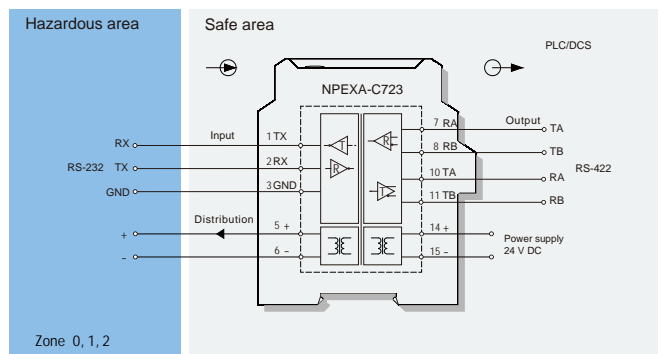 Hazardous area
Safe area
PLC/DCS
NPEXA-C723
7 RA
Output
TA
Input
1 TX
RX
R
T
8 RB
TB
RS-232
TX
2 RX
R
10 TA
RA
RS-422
GND
3 GND
T
11 TB
RB
Distribution
+
5 +
14 +
Power supply
24 V DC
–
6 –
15 –
Zone 0, 1, 2